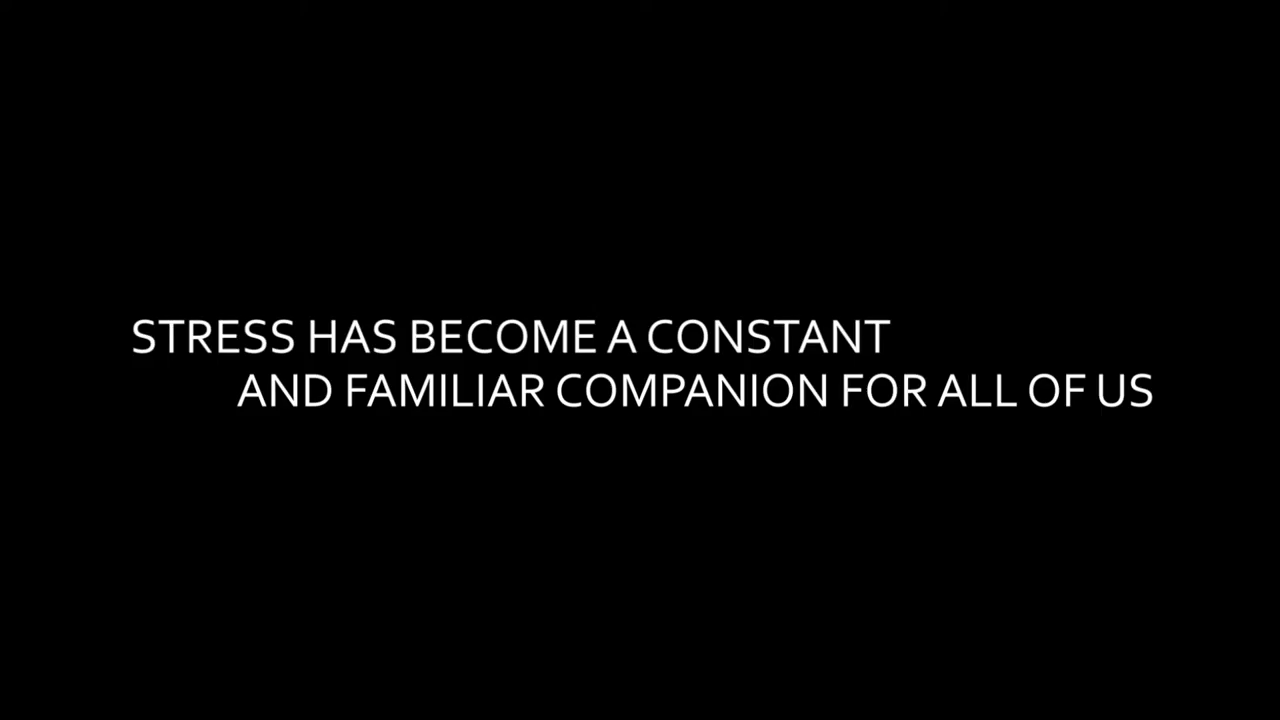 STRESS HAS BECOME A CONSTANT
AND FAMILIAR COMPANION FOR ALL OF US